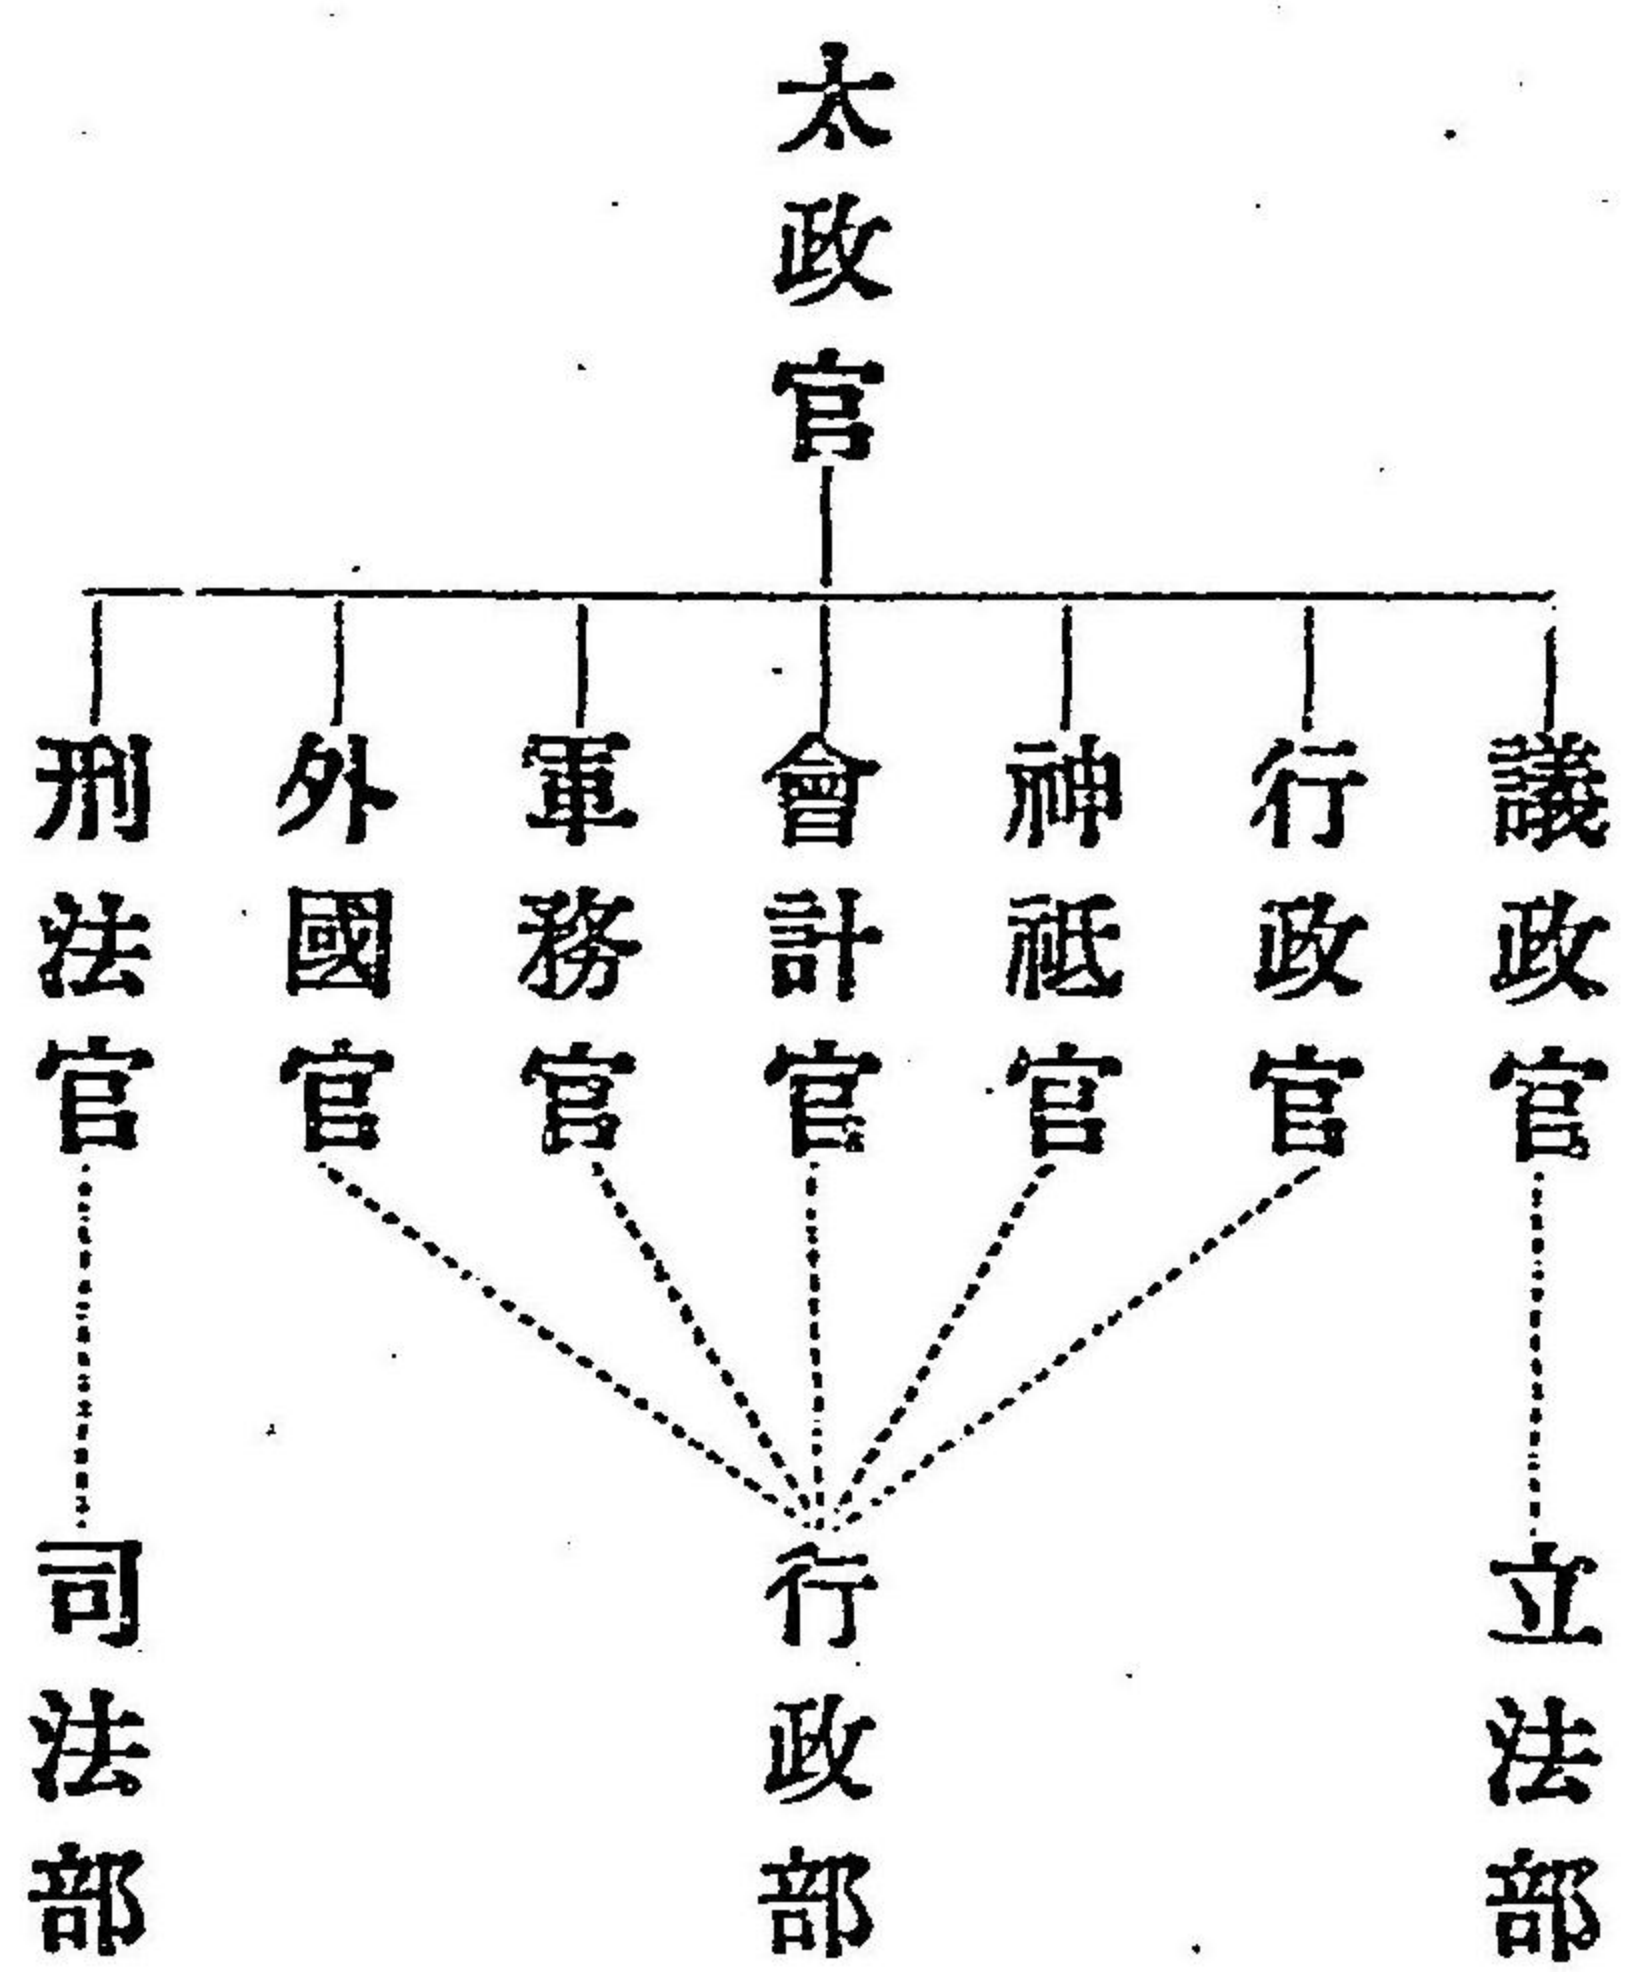 太政官
議政官
行政官
神祇官
會計官
軍務官
外國官
刑法官
立法部
行政部
司法部